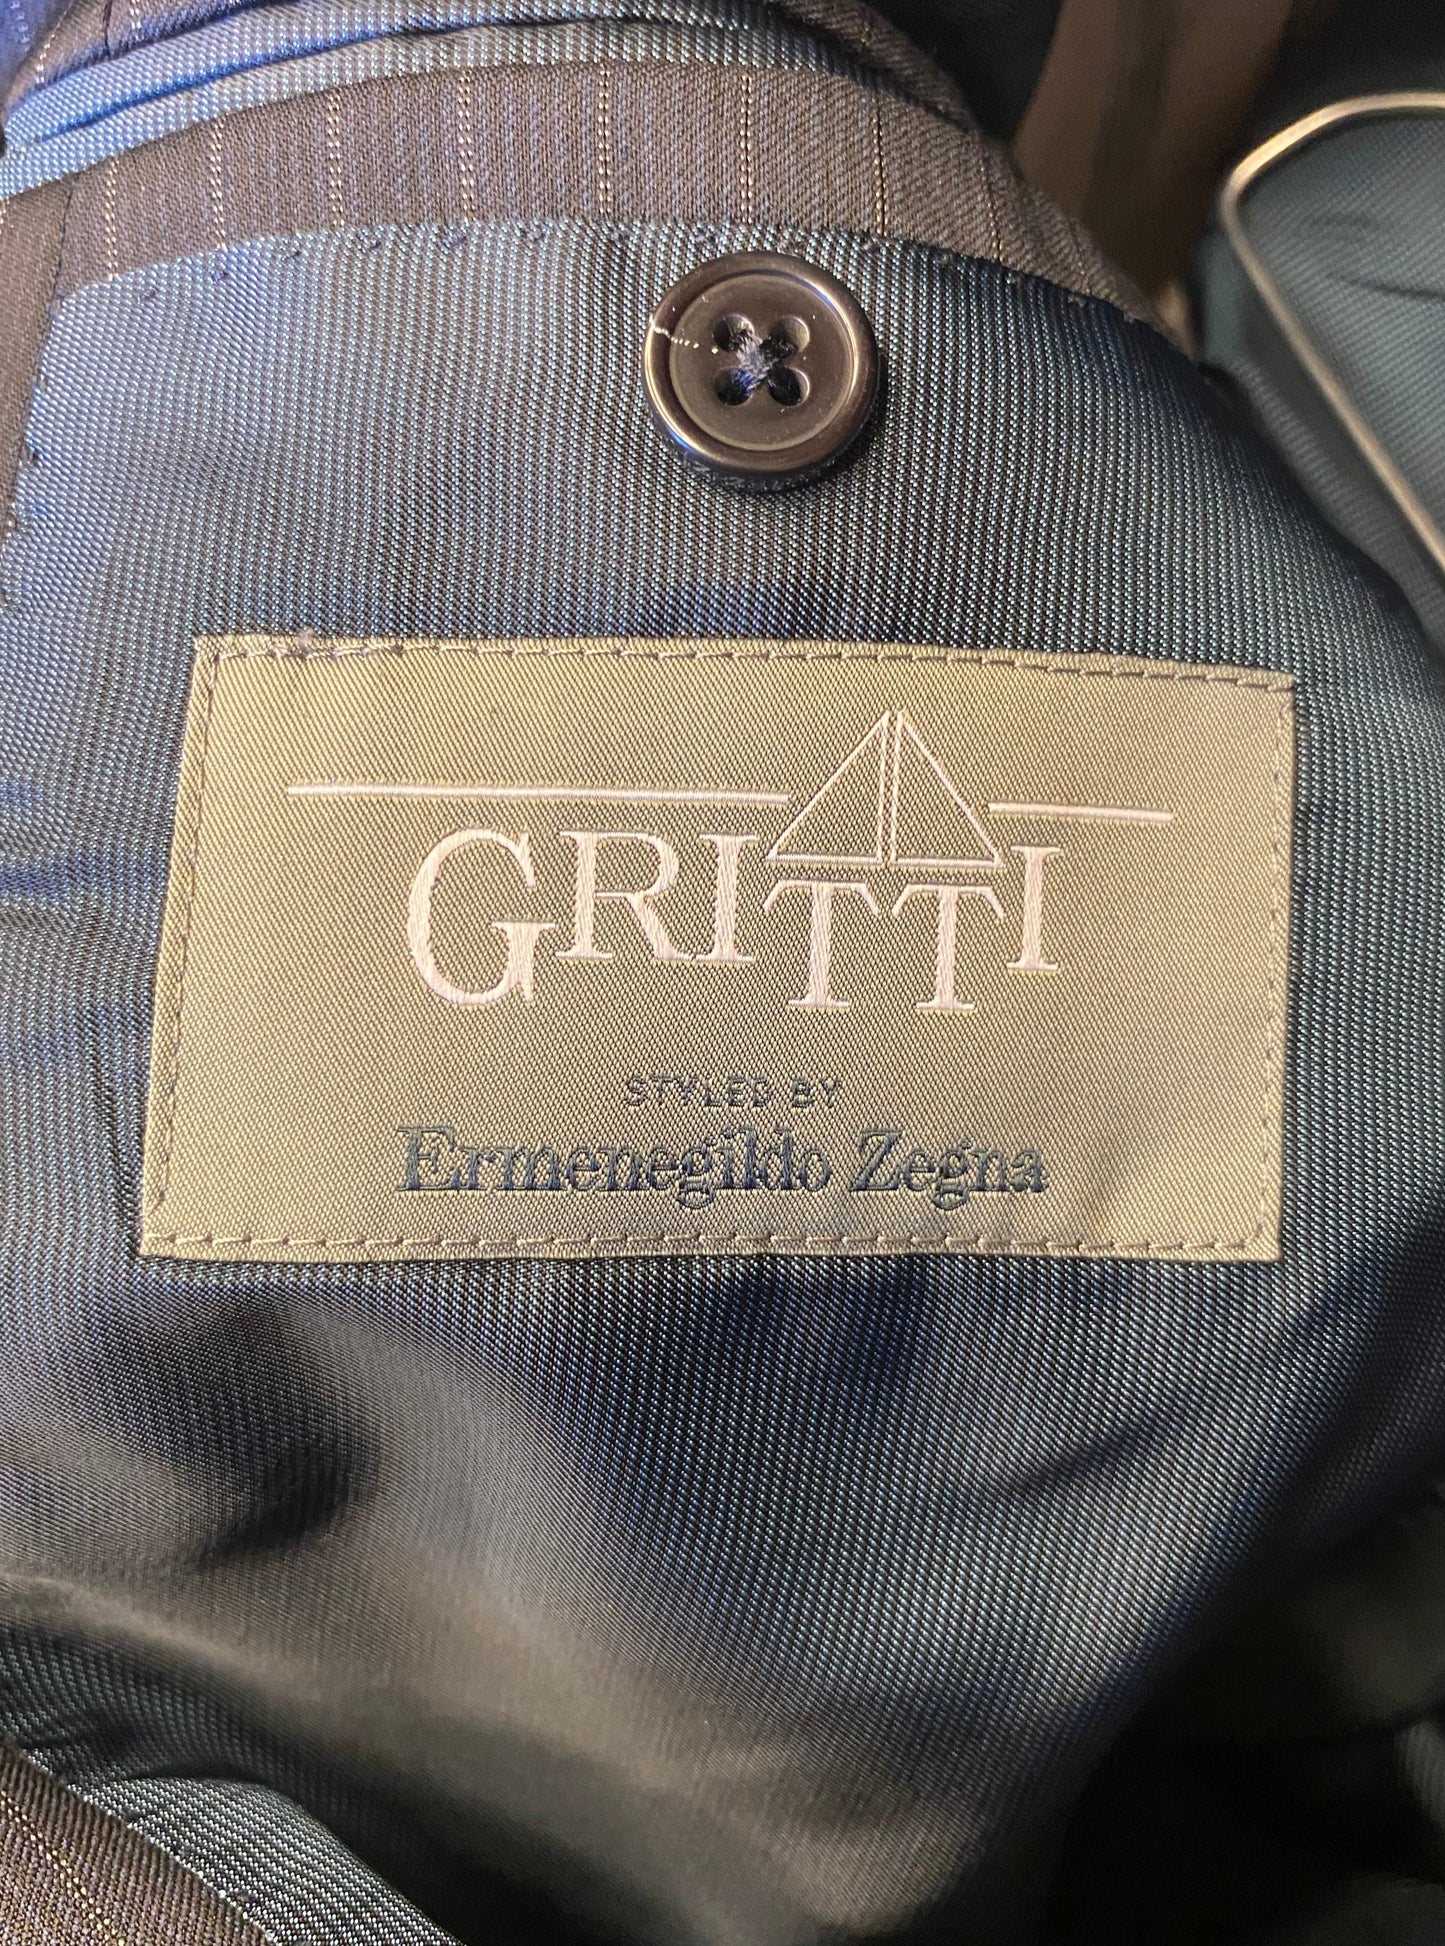 GRITTI
STYLED BY
Ermenegildo Zegna